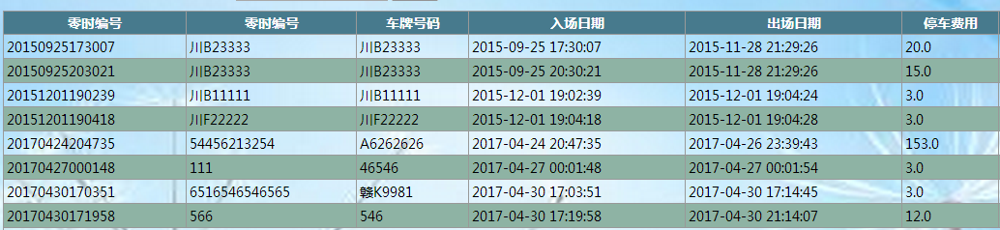 零时编号 零时编号 车牌号码 入场日期 出场日期 停车费用
20150925173007 川B23333 川B23333 2015-09-25 17:30:07 2015-11-28 21:29:26 20.0
20150925203021 川B23333 川B23333 2015-09-25 20:30:21 2015-11-28 21:29:26 15.0
20151201190239 川B11111 川B11111 2015-12-01 19:02:39 2015-12-01 19:04:24 3.0
20151201190418 川F22222 川F22222 2015-12-01 19:04:18 2015-12-01 19:04:28 3.0
20170424204735 54456213254 A6262626 2017-04-24 20:47:35 2017-04-26 23:39:43 153.0
20170427000148 111 46546 2017-04-27 00:01:48 2017-04-27 00:01:54 3.0
20170430170351 6516546546565 赣K9981 2017-04-30 17:03:51 2017-04-30 17:14:45 3.0
20170430171958 566 546 2017-04-30 17:19:58 2017-04-30 21:14:07 12.0